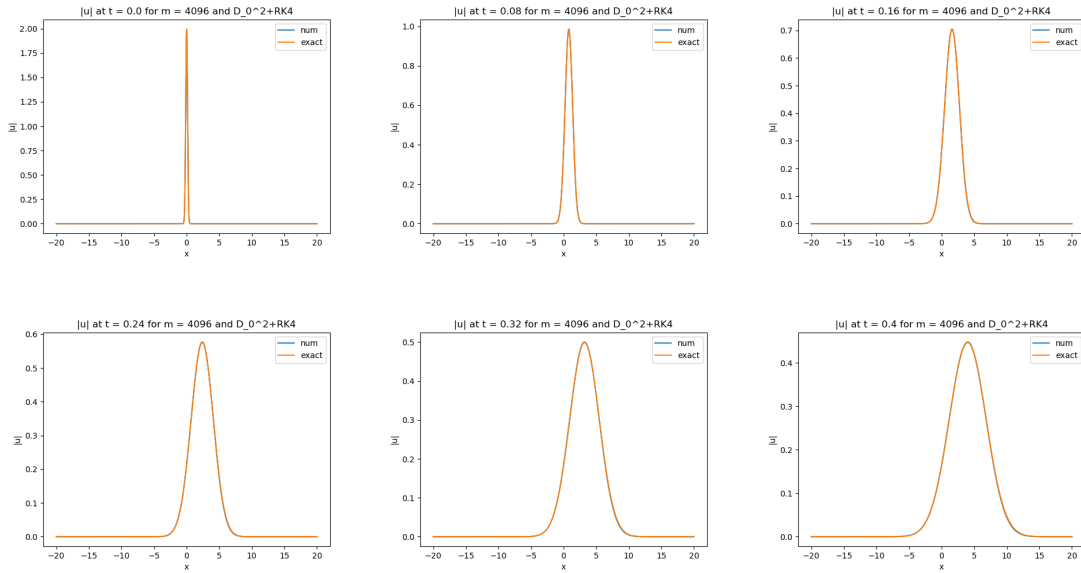 |u| at t = 0.0 for m = 4096 and D_0^2+RK4
2.00
1.75
1.50
1.25
1.00
0.75
0.50
0.25
0.00
|u|
num
exact
−20 −15 −10 −5 0 5 10 15 20
x
|u| at t = 0.08 for m = 4096 and D_0^2+RK4
1.0
0.8
0.6
0.4
0.2
0.0
|u|
num
exact
−20 −15 −10 −5 0 5 10 15 20
x
|u| at t = 0.16 for m = 4096 and D_0^2+RK4
0.7
0.6
0.5
0.4
0.3
0.2
0.1
0.0
|u|
num
exact
−20 −15 −10 −5 0 5 10 15 20
x
|u| at t = 0.24 for m = 4096 and D_0^2+RK4
0.6
0.5
0.4
0.3
0.2
0.1
0.0
|u|
num
exact
−20 −15 −10 −5 0 5 10 15 20
x
|u| at t = 0.32 for m = 4096 and D_0^2+RK4
0.5
0.4
0.3
0.2
0.1
0.0
|u|
num
exact
−20 −15 −10 −5 0 5 10 15 20
x
|u| at t = 0.4 for m = 4096 and D_0^2+RK4
0.4
0.3
0.2
0.1
0.0
|u|
num
exact
−20 −15 −10 −5 0 5 10 15 20
x